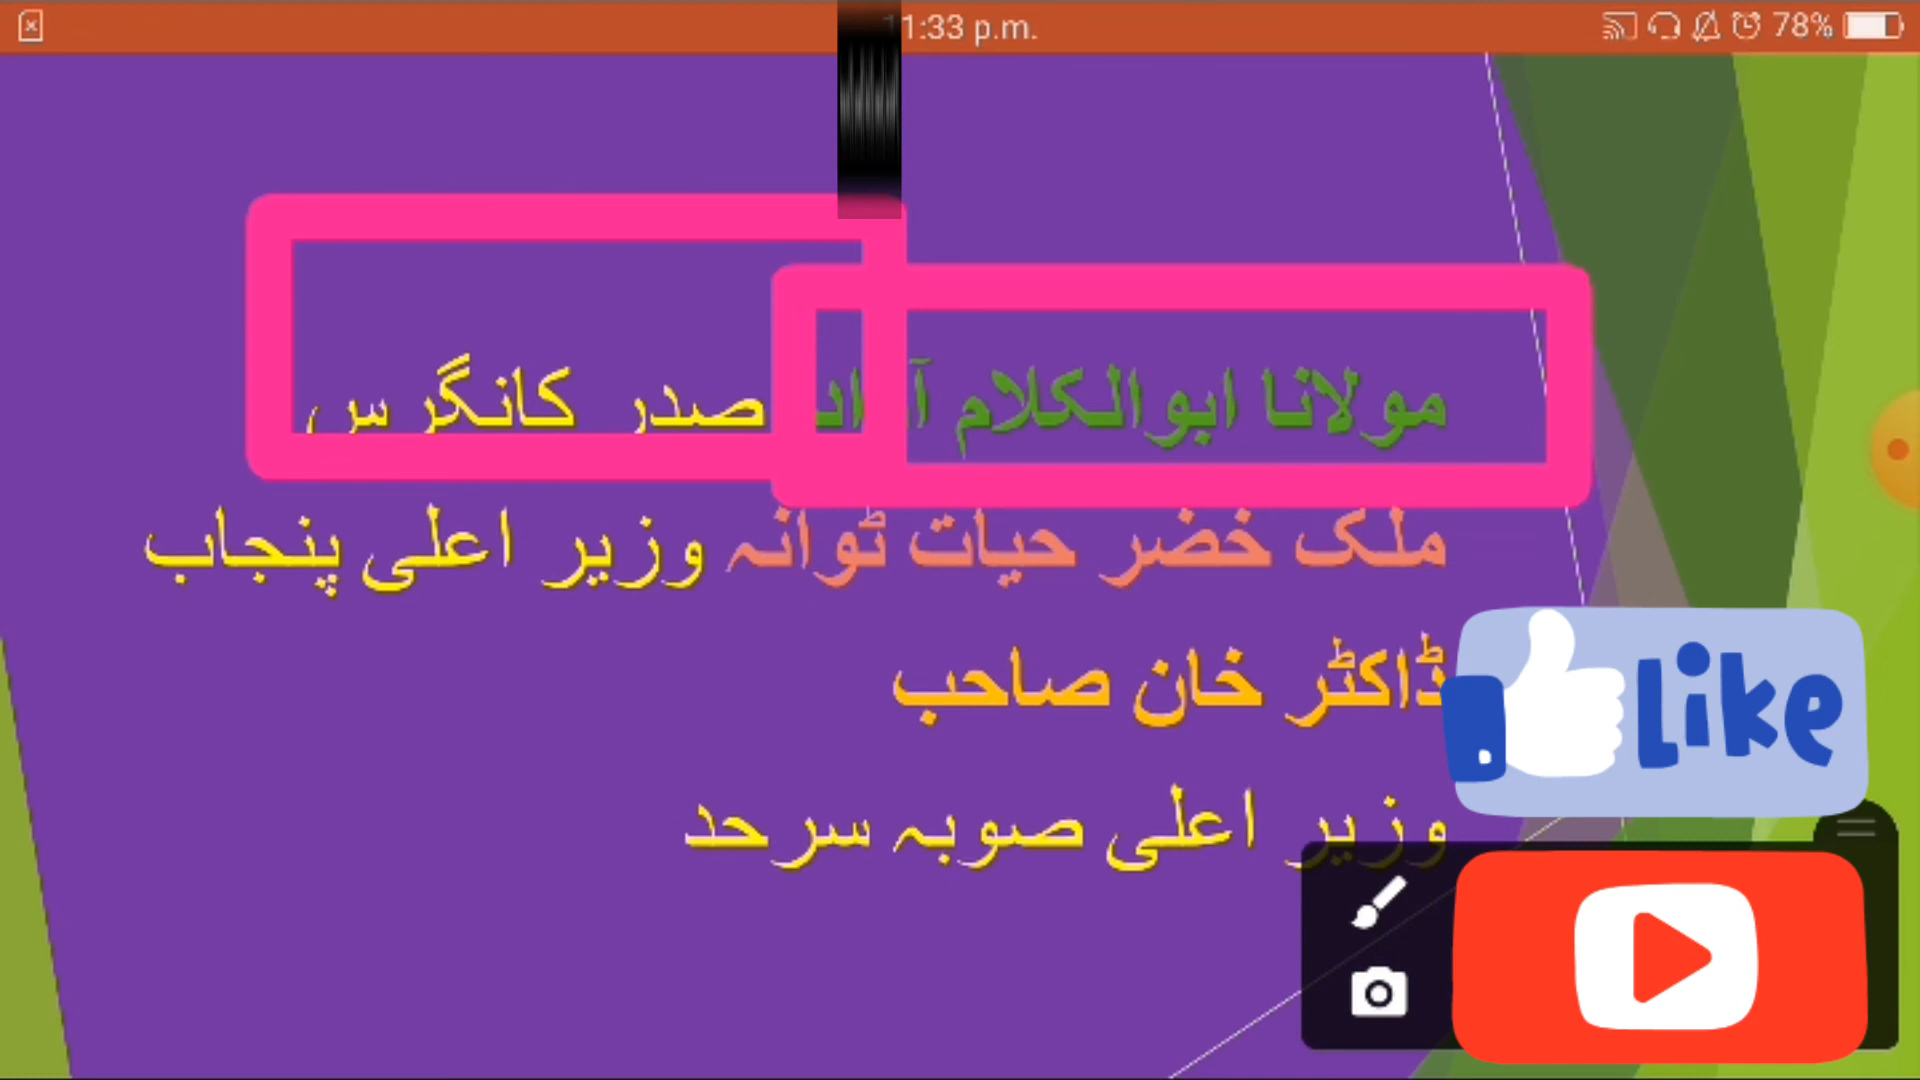 11:33 p.m. 78%
مولانا ابوالکلام آزاد صدر کانگرس
ملک خضر حیات ٹوانہ وزیر اعلی پنجاب
ڈاکٹر خان صاحب
وزیر اعلی صوبہ سرحد
Like